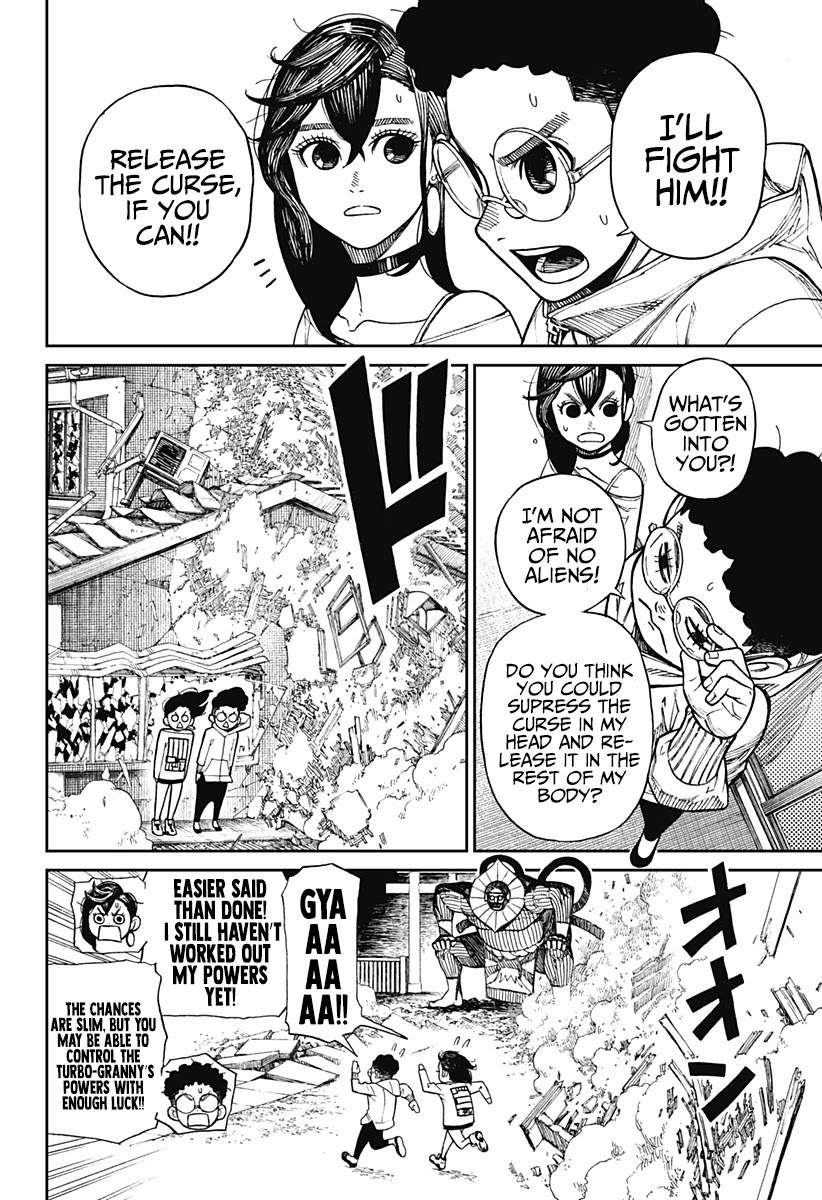 I'LL
FIGHT
HIM!!
RELEASE
THE CURSE,
IF YOU
CAN!!
WHAT'S
GOTTEN
INTO
YOU?!
I'M NOT
AFRAID
OF NO
ALIENS!
DO YOU THINK
YOU COULD
SUPRESS THE
CURSE IN MY
HEAD AND RE-
LEASE IT IN THE
REST OF MY
BODY?
ド
オオン
GYA
AA
AA
AA!!
EASIER SAID
THAN DONE!
I STILL HAVEN'T
WORKED OUT
MY POWERS
YET!
THE CHANCES
ARE SLIM, BUT YOU
MAY BE ABLE TO
CONTROL THE
TURBO-GRANNY'S
POWERS WITH
ENOUGH LUCK!!